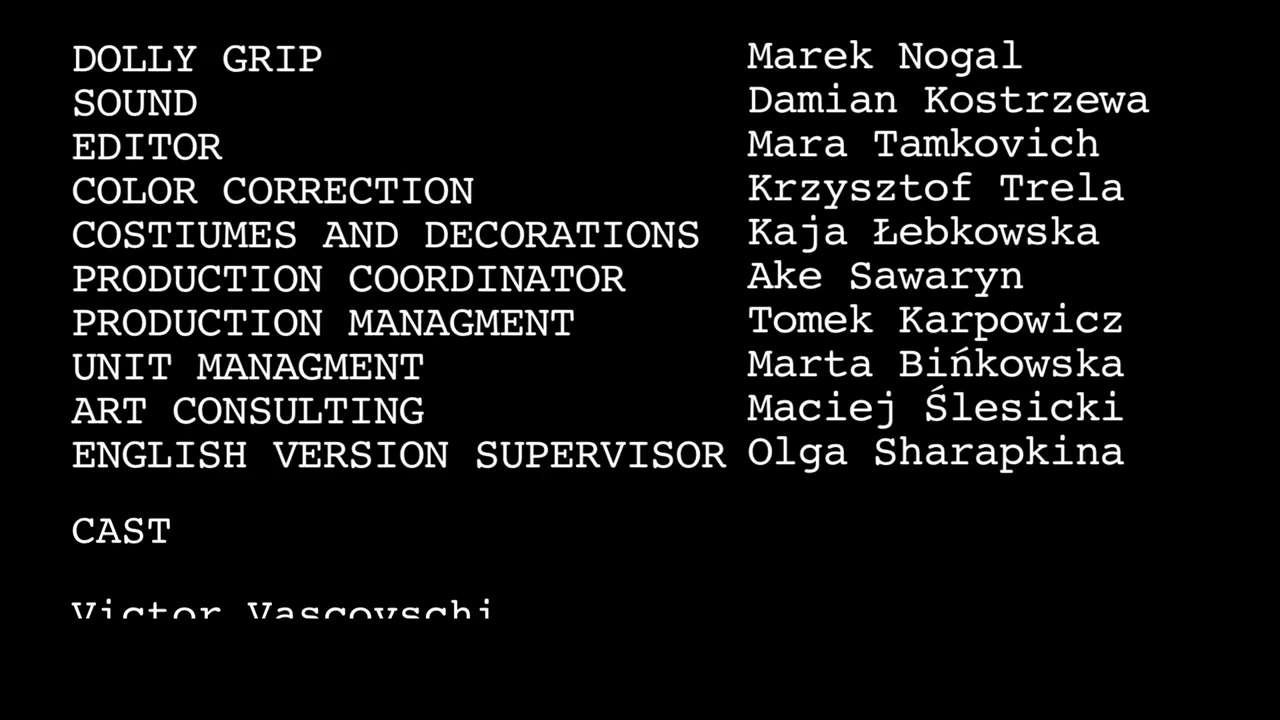 DOLLY GRIP Marek Nogal
SOUND Damian Kostrzewa
EDITOR Mara Tamkovich
COLOR CORRECTION Krzysztof Trela
COSTIUMES AND DECORATIONS Kaja Łebkowska
PRODUCTION COORDINATOR Ake Sawaryn
PRODUCTION MANAGMENT Tomek Karpowicz
UNIT MANAGMENT Marta Bińkowska
ART CONSULTING Maciej Ślesicki
ENGLISH VERSION SUPERVISOR Olga Sharapkina
CAST
Victor Vascovschi